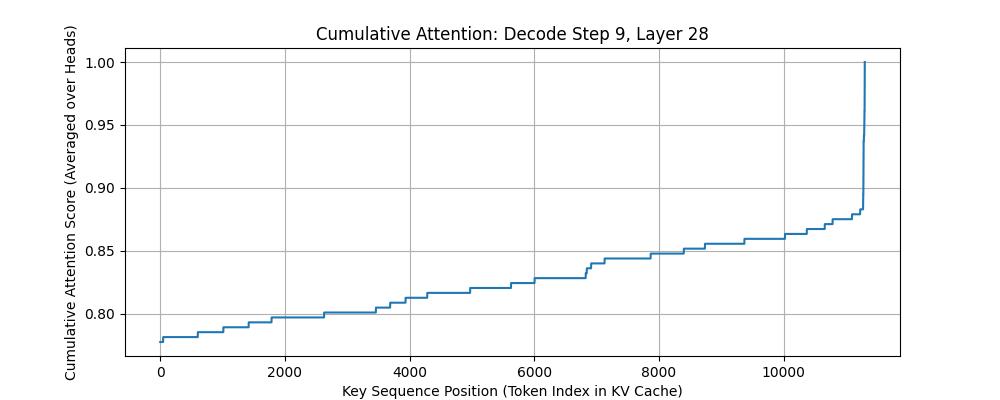 Cumulative Attention: Decode Step 9, Layer 28
Cumulative Attention Score (Averaged over Heads)
1.00
0.95
0.90
0.85
0.80
0 2000 4000 6000 8000 10000
Key Sequence Position (Token Index in KV Cache)